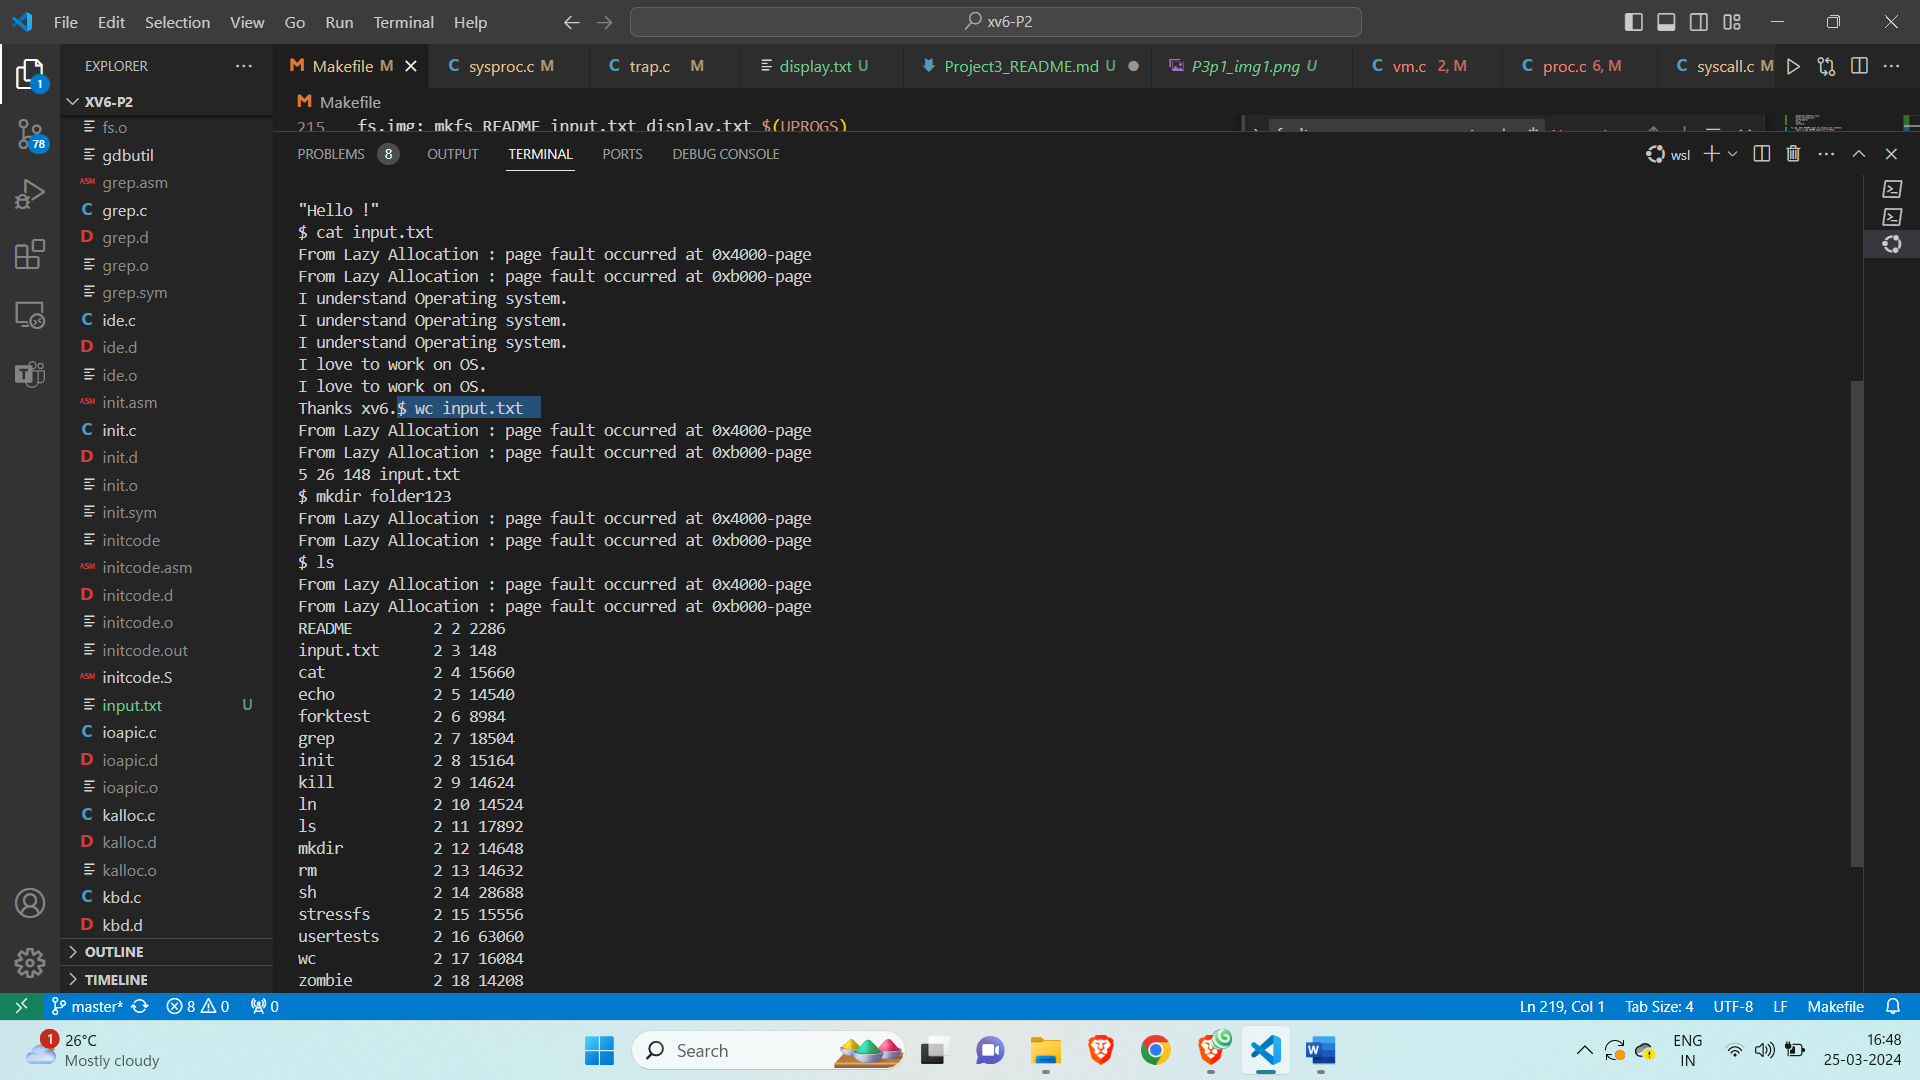 File Edit Selection View Go Run Terminal Help
xv6-P2
EXPLORER
Makefile M
sysproc.c M
trap.c M
display.txt U
Project3_README.md U
P3p1_img1.png U
vm.c 2, M
proc.c 6, M
syscall.c M
XV6-P2
fs.o
gdbutil
ASM grep.asm
C grep.c
D grep.d
grep.o
grep.sym
C ide.c
D ide.d
ide.o
ASM init.asm
C init.c
D init.d
init.o
init.sym
initcode
ASM initcode.asm
D initcode.d
initcode.o
initcode.out
ASM initcode.S
input.txt U
C ioapic.c
D ioapic.d
ioapic.o
C kalloc.c
D kalloc.d
kalloc.o
C kbd.c
D kbd.d
OUTLINE
TIMELINE
1
78
Makefile
215 fs.img: mkfs README input.txt display.txt $(UPROGS)
PROBLEMS 8 OUTPUT TERMINAL PORTS DEBUG CONSOLE
wsl
"Hello !"
$ cat input.txt
From Lazy Allocation : page fault occurred at 0x4000-page
From Lazy Allocation : page fault occurred at 0xb000-page
I understand Operating system.
I understand Operating system.
I understand Operating system.
I love to work on OS.
I love to work on OS.
Thanks xv6.$ wc input.txt
From Lazy Allocation : page fault occurred at 0x4000-page
From Lazy Allocation : page fault occurred at 0xb000-page
5 26 148 input.txt
$ mkdir folder123
From Lazy Allocation : page fault occurred at 0x4000-page
From Lazy Allocation : page fault occurred at 0xb000-page
$ ls
From Lazy Allocation : page fault occurred at 0x4000-page
From Lazy Allocation : page fault occurred at 0xb000-page
README 2 2 2286
input.txt 2 3 148
cat 2 4 15660
echo 2 5 14540
forktest 2 6 8984
grep 2 7 18504
init 2 8 15164
kill 2 9 14624
ln 2 10 14524
ls 2 11 17892
mkdir 2 12 14648
rm 2 13 14632
sh 2 14 28688
stressfs 2 15 15556
usertests 2 16 63060
wc 2 17 16084
zombie 2 18 14208
master* 8 0 0
Ln 219, Col 1 Tab Size: 4 UTF-8 LF Makefile
1
26°C
Mostly cloudy
Search
ENG
IN
16:48
25-03-2024